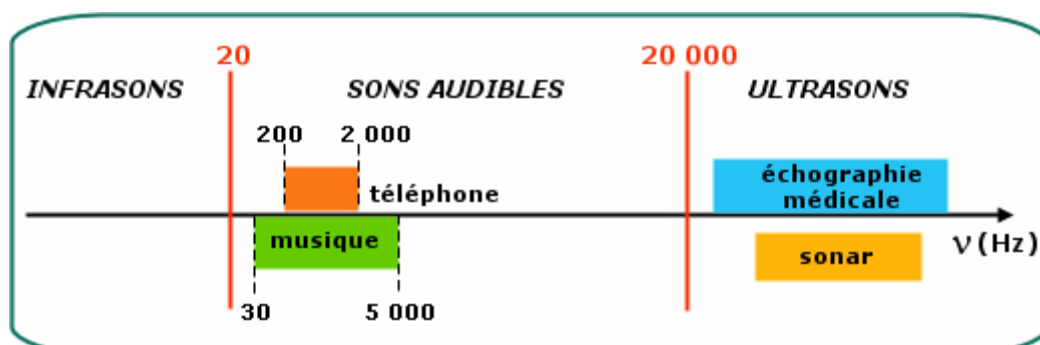 20
20 000
INFRASONS
SONS AUDIBLES
ULTRASONS
200
2 000
téléphone
échographie
médicale
musique
ν (Hz)
sonar
30
5 000